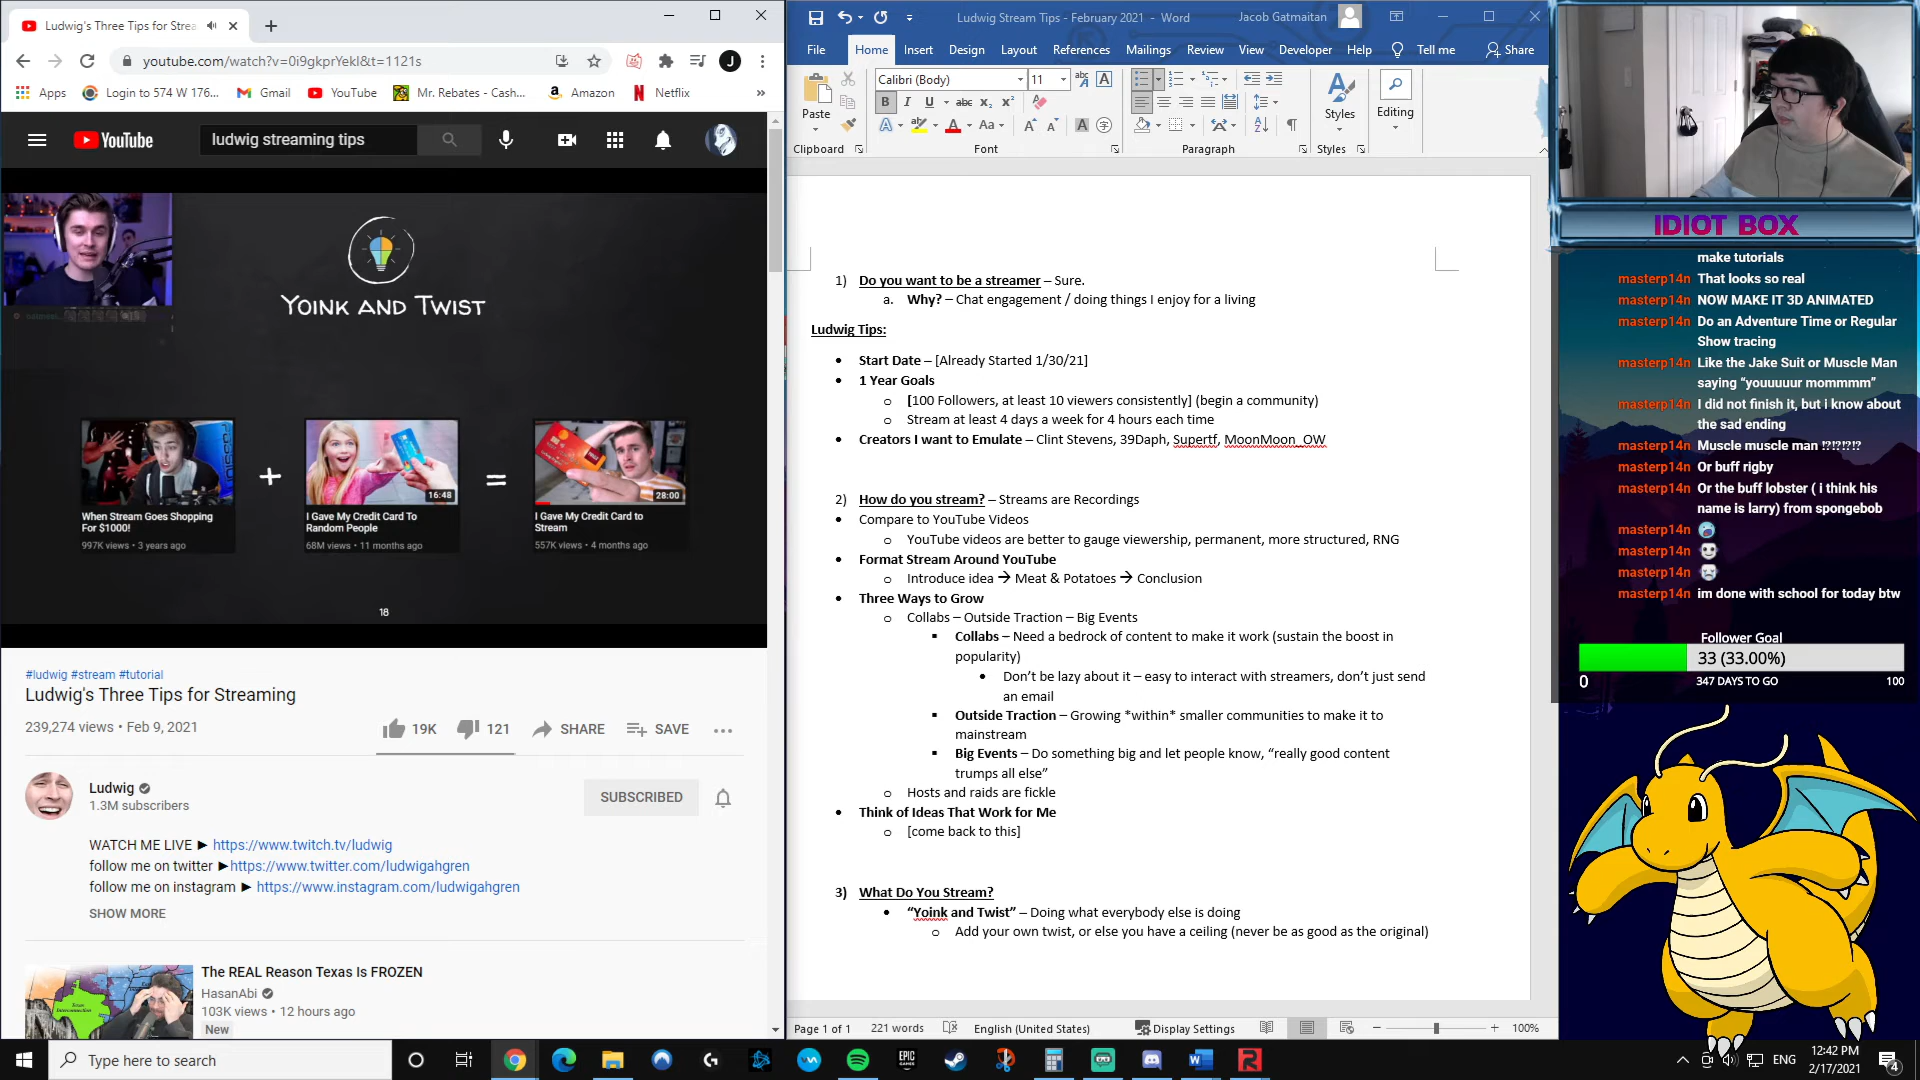 Ludwig's Three Tips for Strea
youtube.com/watch?v=0i9gkprYekI&t=1121s
J
Apps
Login to 574 W 176...
Gmail
YouTube
Mr. Rebates - Cash...
Amazon
Netflix
»
YouTube
ludwig streaming tips
YOINK AND TWIST
+
=
16:48
28:00
When Stream Goes Shopping
For $1000!
997K views • 3 years ago
I Gave My Credit Card To
Random People
68M views • 11 months ago
I Gave My Credit Card to
Stream
557K views • 4 months ago
18
#ludwig #stream #tutorial
Ludwig's Three Tips for Streaming
239,274 views • Feb 9, 2021
19K
121
SHARE
SAVE
Ludwig
1.3M subscribers
SUBSCRIBED
WATCH ME LIVE ► https://www.twitch.tv/ludwig
follow me on twitter ►https://www.twitter.com/ludwigahgren
follow me on instagram ► https://www.instagram.com/ludwigahgren
SHOW MORE
The REAL Reason Texas Is FROZEN
HasanAbi
103K views • 12 hours ago
New
Ludwig Stream Tips - February 2021 - Word
Jacob Gatmaitan
File
Home
Insert
Design
Layout
References
Mailings
Review
View
Developer
Help
Tell me
Share
Paste
Calibri (Body)
11
Styles
Editing
Clipboard
Font
Paragraph
Styles
1) Do you want to be a streamer – Sure.
a. Why? – Chat engagement / doing things I enjoy for a living
Ludwig Tips:
• Start Date – [Already Started 1/30/21]
• 1 Year Goals
o [100 Followers, at least 10 viewers consistently] (begin a community)
o Stream at least 4 days a week for 4 hours each time
• Creators I want to Emulate – Clint Stevens, 39Daph, Supertf, MoonMoon_OW
2) How do you stream? – Streams are Recordings
• Compare to YouTube Videos
o YouTube videos are better to gauge viewership, permanent, more structured, RNG
• Format Stream Around YouTube
o Introduce idea → Meat & Potatoes → Conclusion
• Three Ways to Grow
o Collabs – Outside Traction – Big Events
▪ Collabs – Need a bedrock of content to make it work (sustain the boost in
popularity)
• Don’t be lazy about it – easy to interact with streamers, don’t just send
an email
▪ Outside Traction – Growing *within* smaller communities to make it to
mainstream
▪ Big Events – Do something big and let people know, “really good content
trumps all else”
o Hosts and raids are fickle
• Think of Ideas That Work for Me
o [come back to this]
3) What Do You Stream?
• “Yoink and Twist” – Doing what everybody else is doing
o Add your own twist, or else you have a ceiling (never be as good as the original)
Page 1 of 1
221 words
English (United States)
Display Settings
100%
IDIOT BOX
make tutorials
masterp14n That looks so real
masterp14n NOW MAKE IT 3D ANIMATED
masterp14n Do an Adventure Time or Regular
Show tracing
masterp14n Like the Jake Suit or Muscle Man
saying “youuuuur mommmm”
masterp14n I did not finish it, but i know about
the sad ending
masterp14n Muscle muscle man !?!?!?!?
masterp14n Or buff rigby
masterp14n Or the buff lobster ( i think his
name is larry) from spongebob
masterp14n
masterp14n
masterp14n
masterp14n im done with school for today btw
Follower Goal
33 (33.00%)
0
347 DAYS TO GO
100
Type here to search
EPIC
ENG
12:42 PM
2/17/2021
4